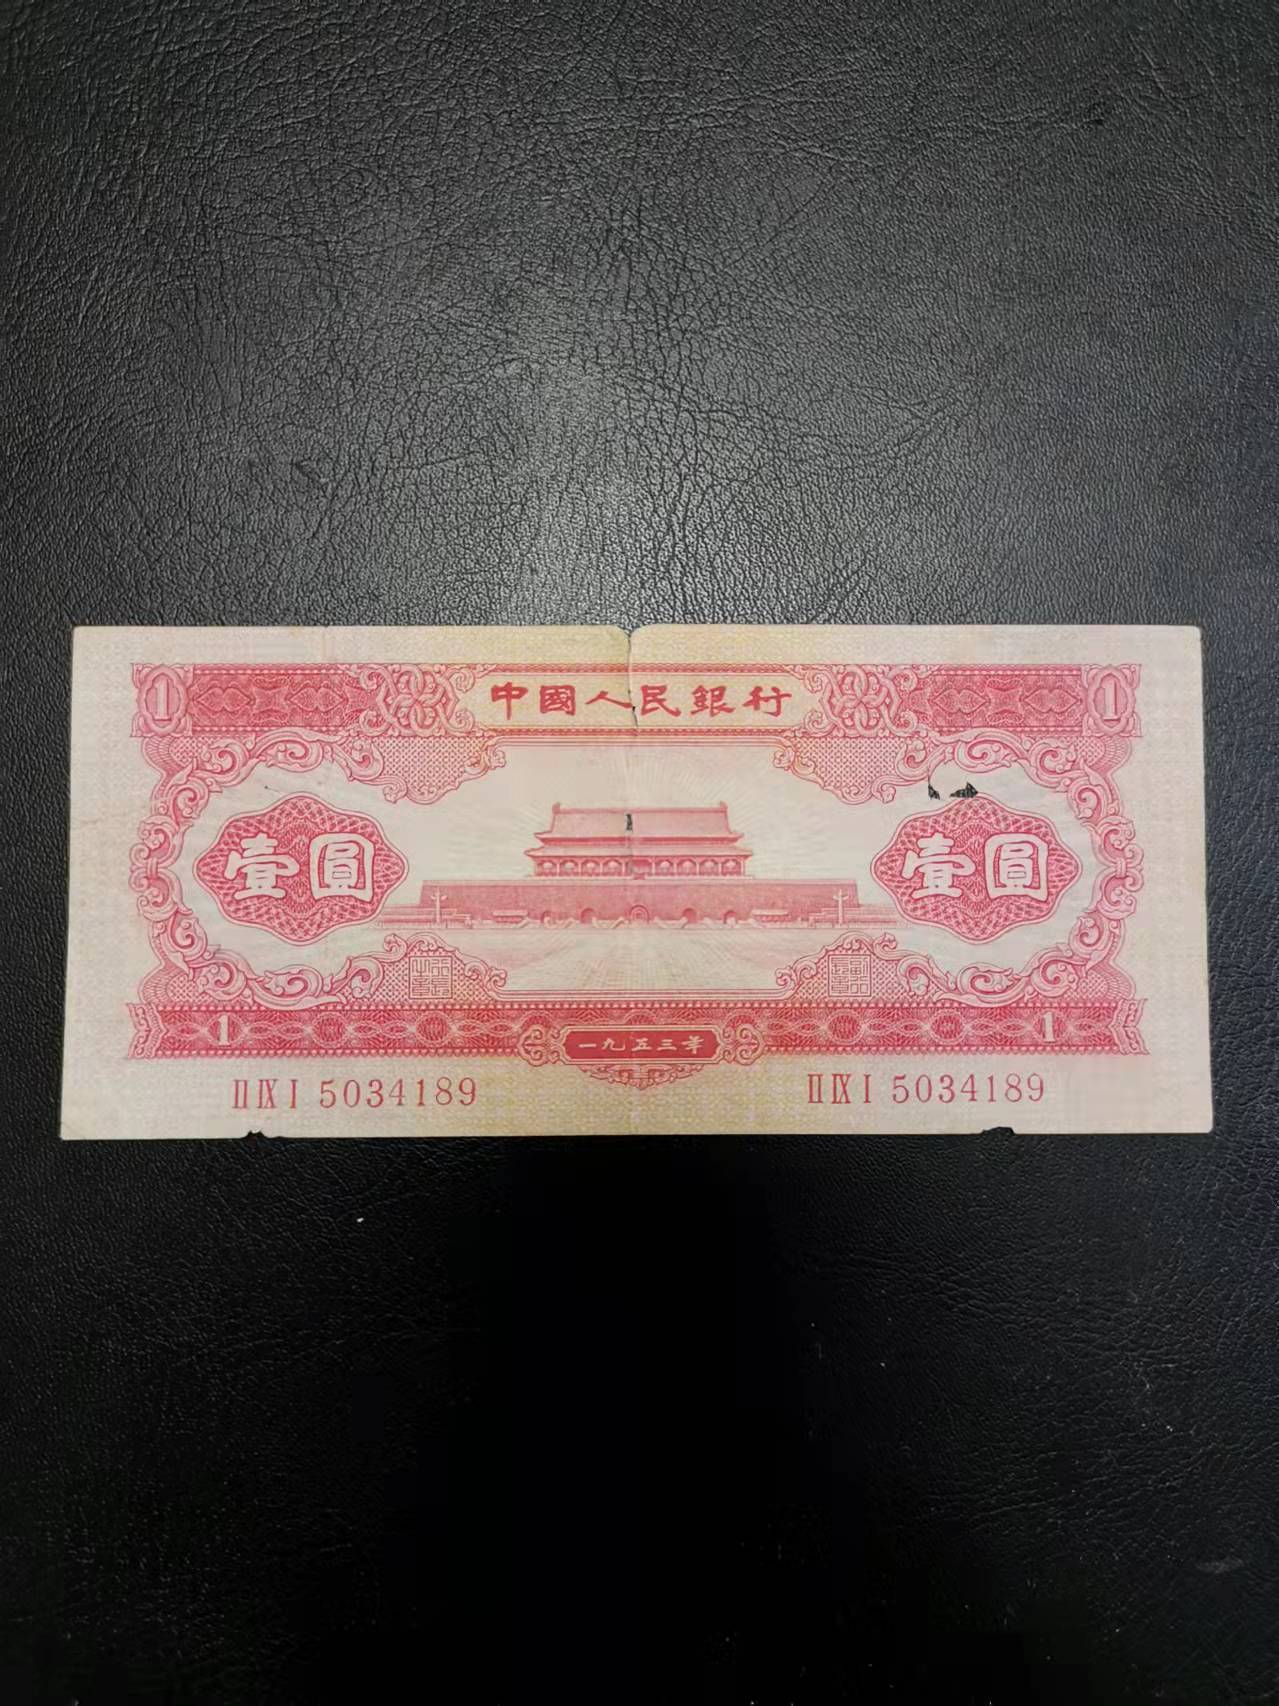 1 中國人民銀行 1
壹圓 壹圓
1 一九五三年 1
ⅡⅨⅠ 5034189 ⅡⅨⅠ 5034189